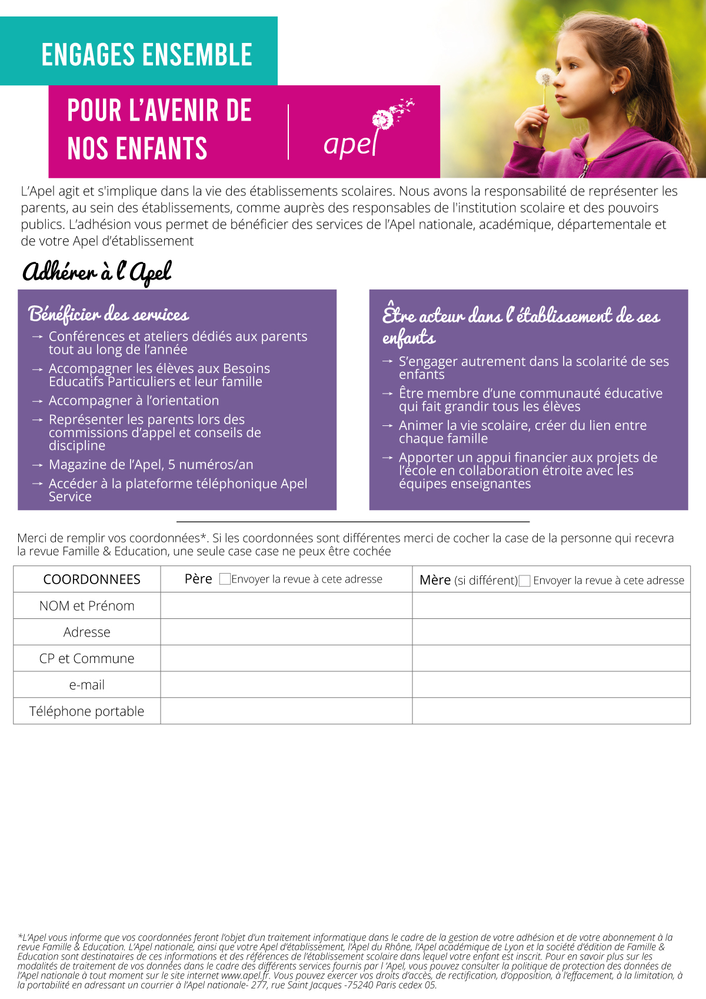 ENGAGES ENSEMBLE
POUR L’AVENIR DE
NOS ENFANTS
apel
L’Apel agit et s'implique dans la vie des établissements scolaires. Nous avons la responsabilité de représenter les
parents, au sein des établissements, comme auprès des responsables de l'institution scolaire et des pouvoirs
publics. L’adhésion vous permet de bénéficier des services de l’Apel nationale, académique, départementale et
de votre Apel d’établissement
Adhérer à l'Apel
Bénéficier des services
→ Conférences et ateliers dédiés aux parents
tout au long de l’année
→ Accompagner les élèves aux Besoins
Educatifs Particuliers et leur famille
→ Accompagner à l’orientation
→ Représenter les parents lors des
commissions d’appel et conseils de
discipline
→ Magazine de l’Apel, 5 numéros/an
→ Accéder à la plateforme téléphonique Apel
Service
Être acteur dans l'établissement de ses
enfants
→ S’engager autrement dans la scolarité de ses
enfants
→ Être membre d’une communauté éducative
qui fait grandir tous les élèves
→ Animer la vie scolaire, créer du lien entre
chaque famille
→ Apporter un appui financier aux projets de
l’école en collaboration étroite avec les
équipes enseignantes
Merci de remplir vos coordonnées*. Si les coordonnées sont différentes merci de cocher la case de la personne qui recevra
la revue Famille & Education, une seule case case ne peux être cochée
COORDONNEES Père Envoyer la revue à cete adresse Mère (si différent) Envoyer la revue à cete adresse
NOM et Prénom
Adresse
CP et Commune
e-mail
Téléphone portable
*L’Apel vous informe que vos coordonnées feront l’objet d’un traitement informatique dans le cadre de la gestion de votre adhésion et de votre abonnement à la
revue Famille & Education. L’Apel nationale, ainsi que votre Apel d’établissement, l’Apel du Rhône, l’Apel académique de Lyon et la société d’édition de Famille &
Education sont destinataires de ces informations et des références de l’établissement scolaire dans lequel votre enfant est inscrit. Pour en savoir plus sur les
modalités de traitement de vos données dans le cadre des différents services fournis par l ’Apel, vous pouvez consulter la politique de protection des données de
l’Apel nationale à tout moment sur le site internet www.apel.fr. Vous pouvez exercer vos droits d’accès, de rectification, d’opposition, à l’effacement, à la limitation, à
la portabilité en adressant un courrier à l’Apel nationale- 277, rue Saint Jacques -75240 Paris cedex 05.